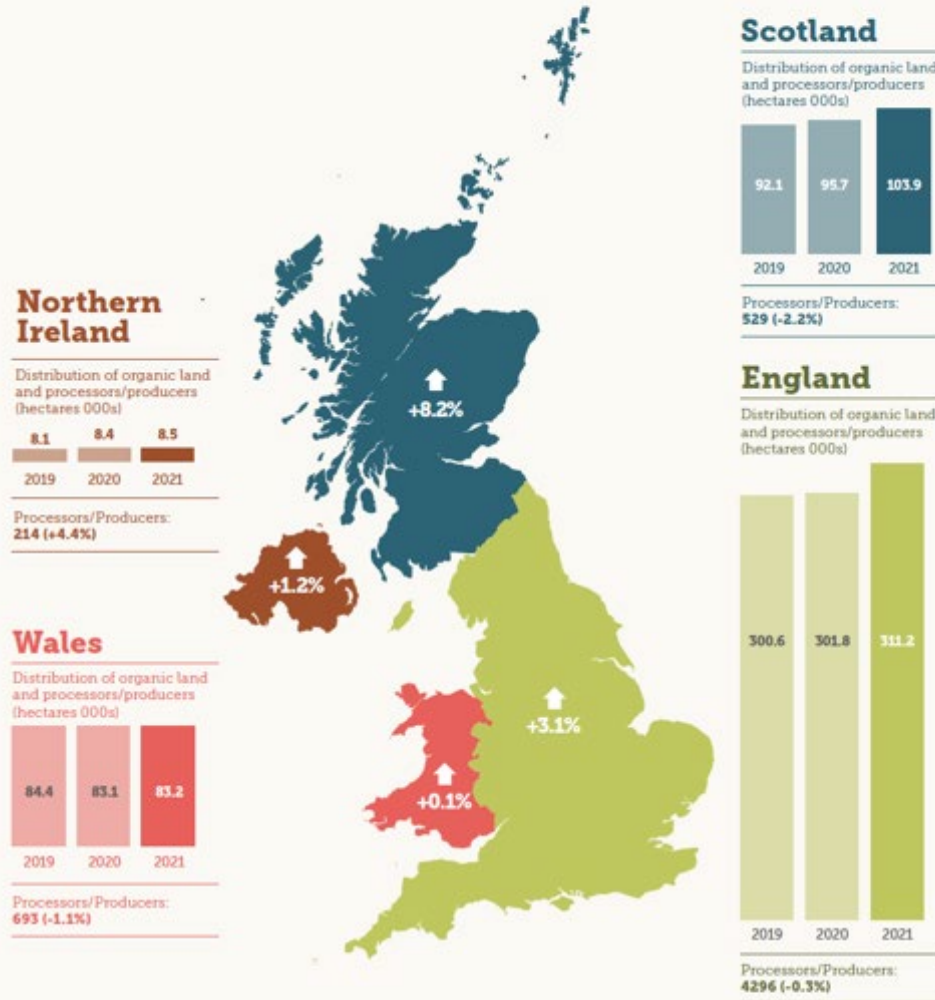 Scotland
Distribution of organic land
and processors/producers
(hectares 000s)
92.1
95.7
103.9
2019
2020
2021
Processors/Producers:
529 (-2.2%)
Northern
Ireland
Distribution of organic land
and processors/producers
(hectares 000s)
8.1
8.4
8.5
2019
2020
2021
Processors/Producers:
214 (+4.4%)
+8.2%
+1.2%
+3.1%
+0.1%
England
Distribution of organic land
and processors/producers
(hectares 000s)
300.6
301.8
311.2
2019
2020
2021
Processors/Producers:
4296 (-0.3%)
Wales
Distribution of organic land
and processors/producers
(hectares 000s)
84.4
83.1
83.2
2019
2020
2021
Processors/Producers:
693 (-1.1%)